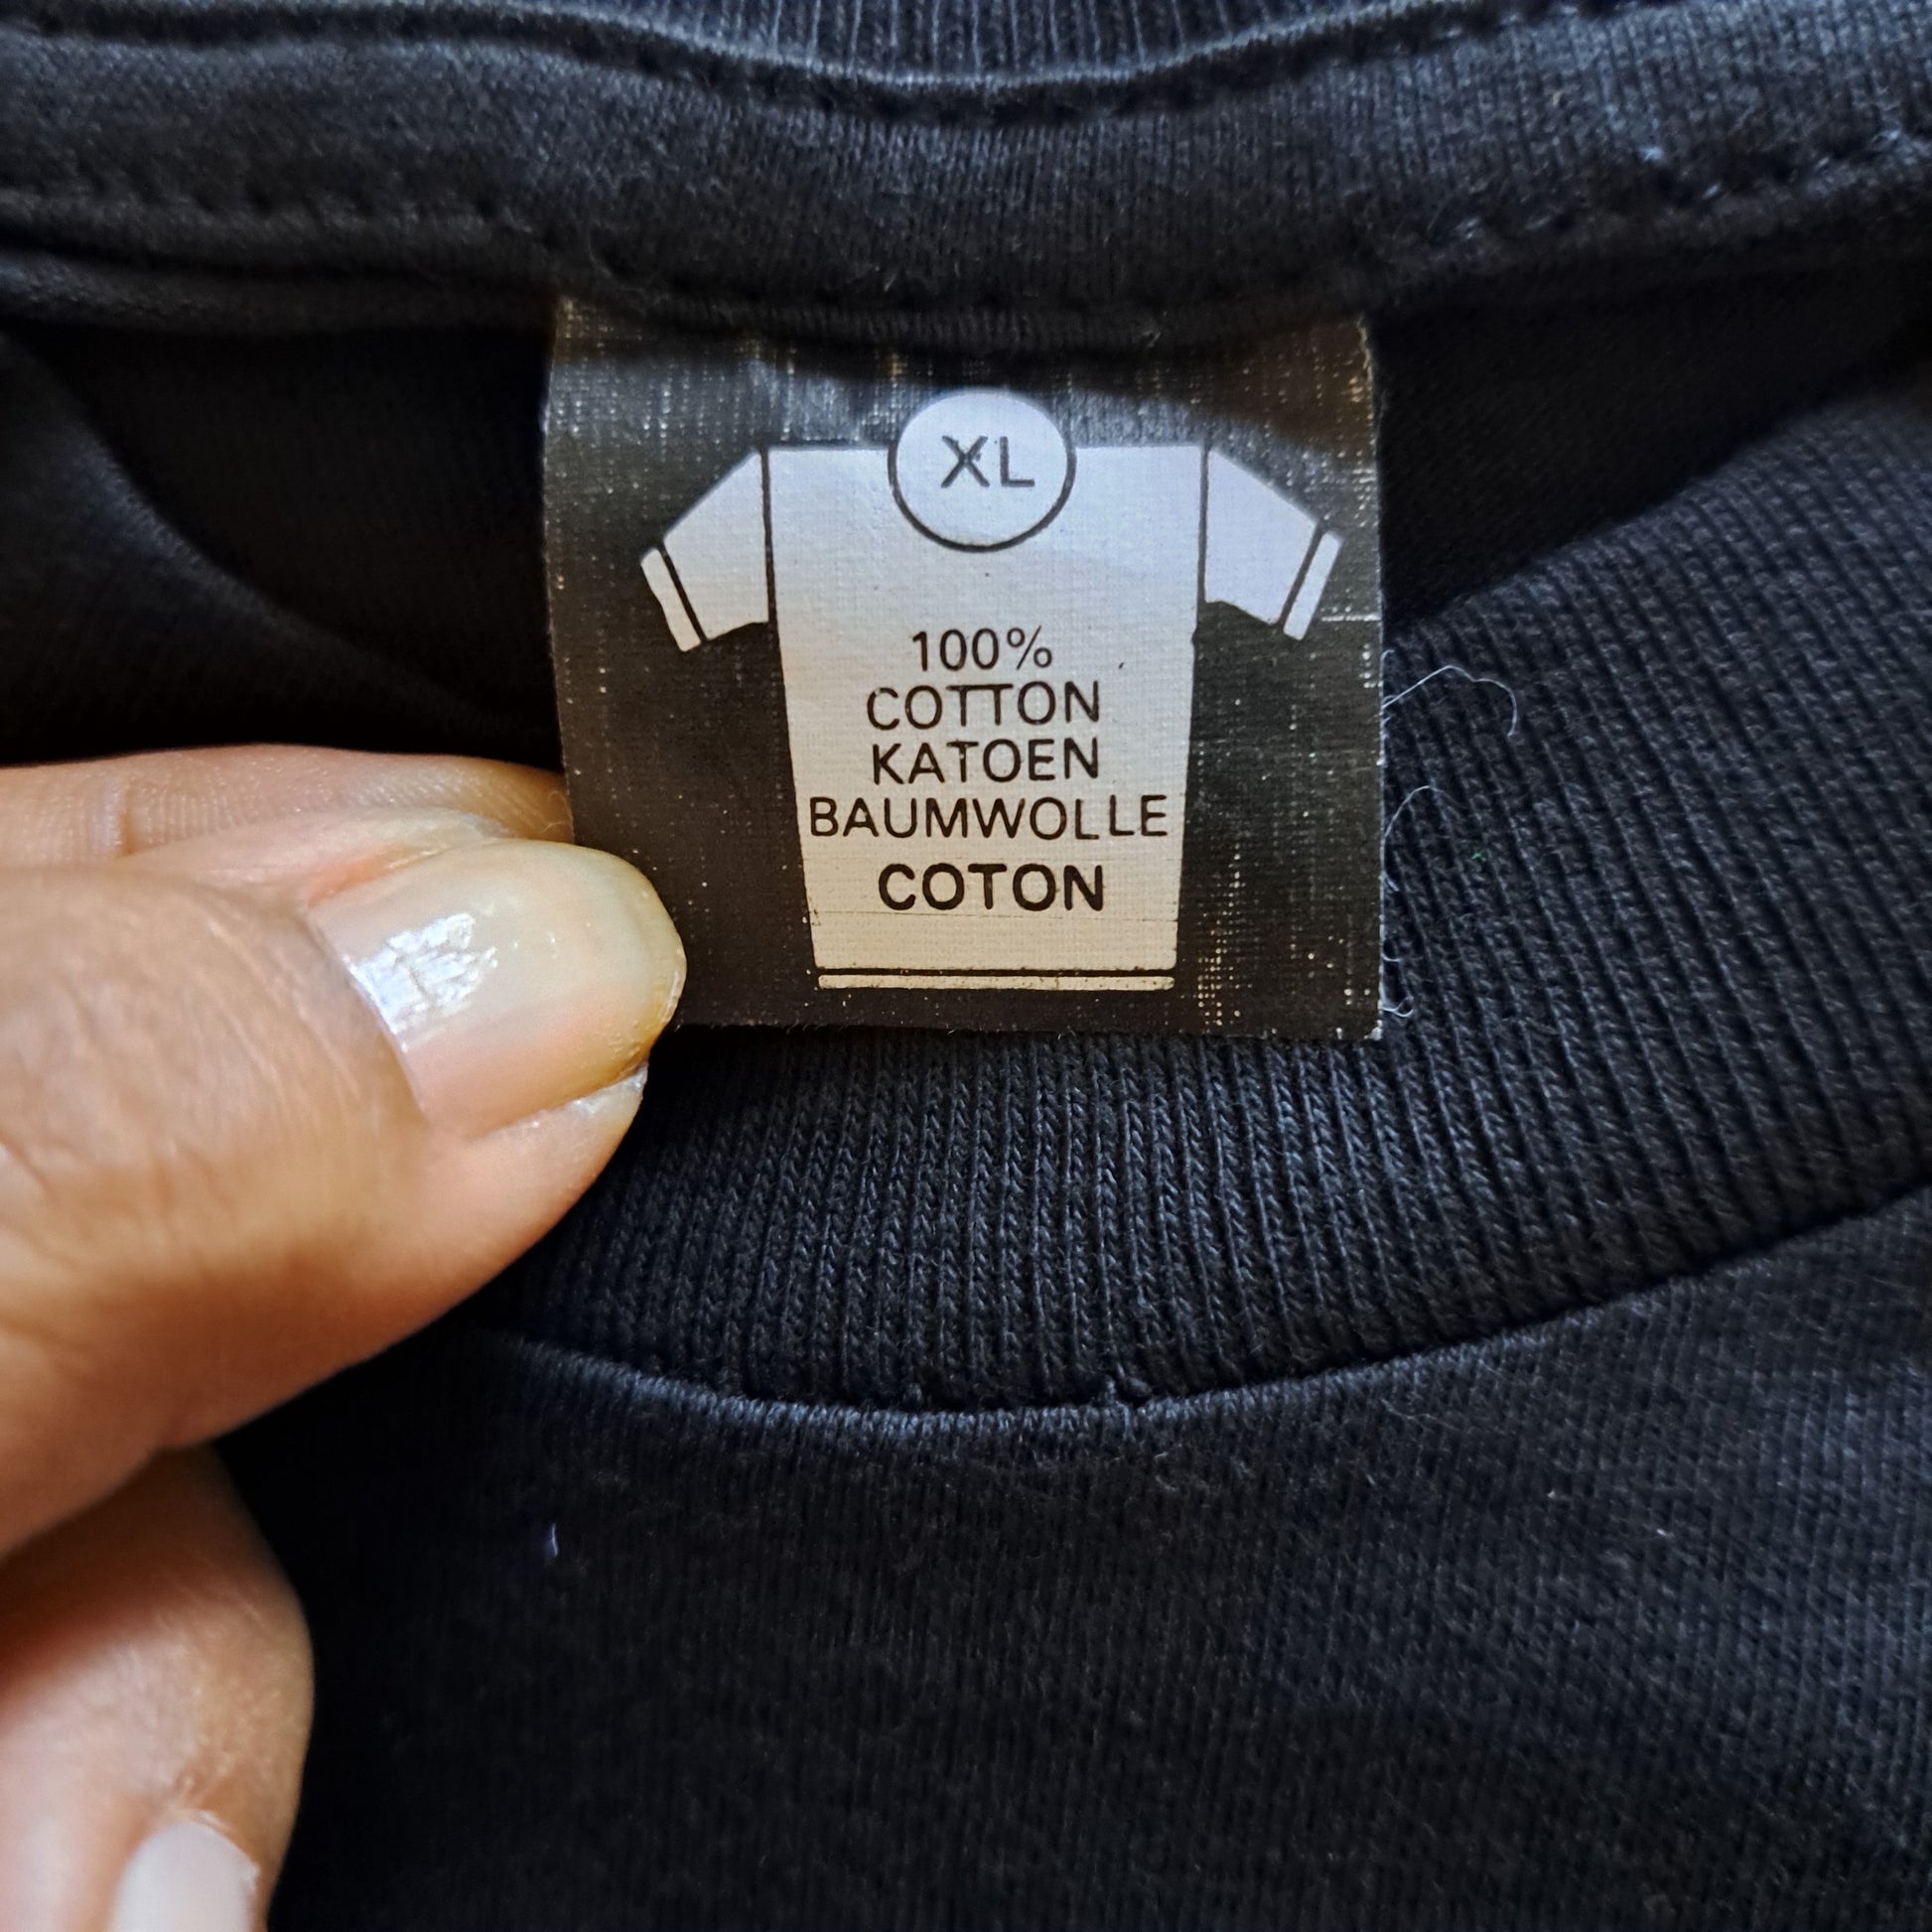 XL
100%
COTTON
KATOEN
BAUMWOLLE
COTON